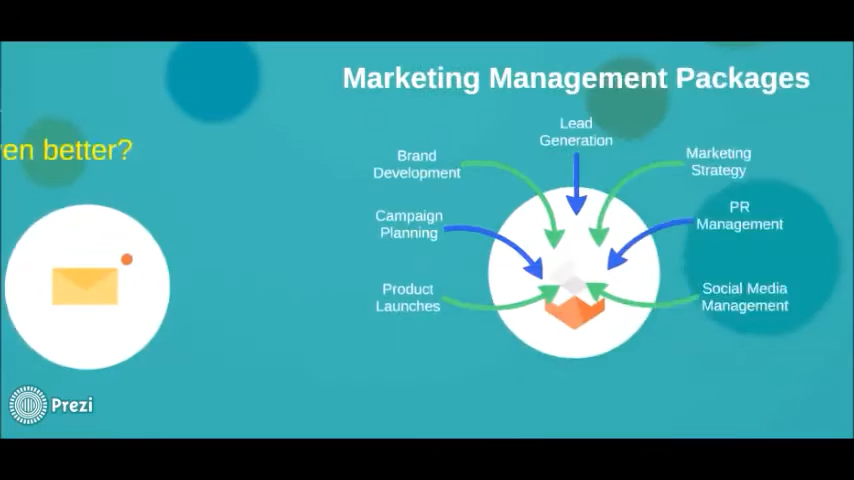 en better?
Marketing Management Packages
Lead
Generation
Brand
Development
Marketing
Strategy
Campaign
Planning
PR
Management
Product
Launches
Social Media
Management
Prezi